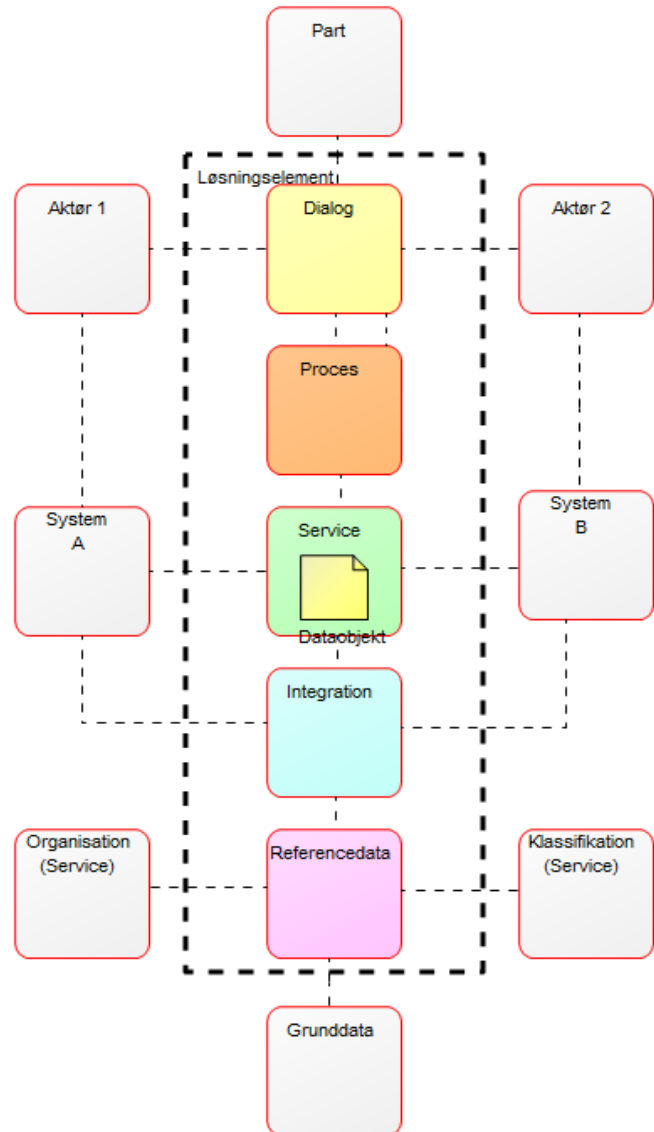 Part
Løsningselement
Aktør 1
Dialog
Aktør 2
Proces
System
A
Service
System
B
Dataobjekt
Integration
Organisation
(Service)
Referencedata
Klassifikation
(Service)
Grunddata